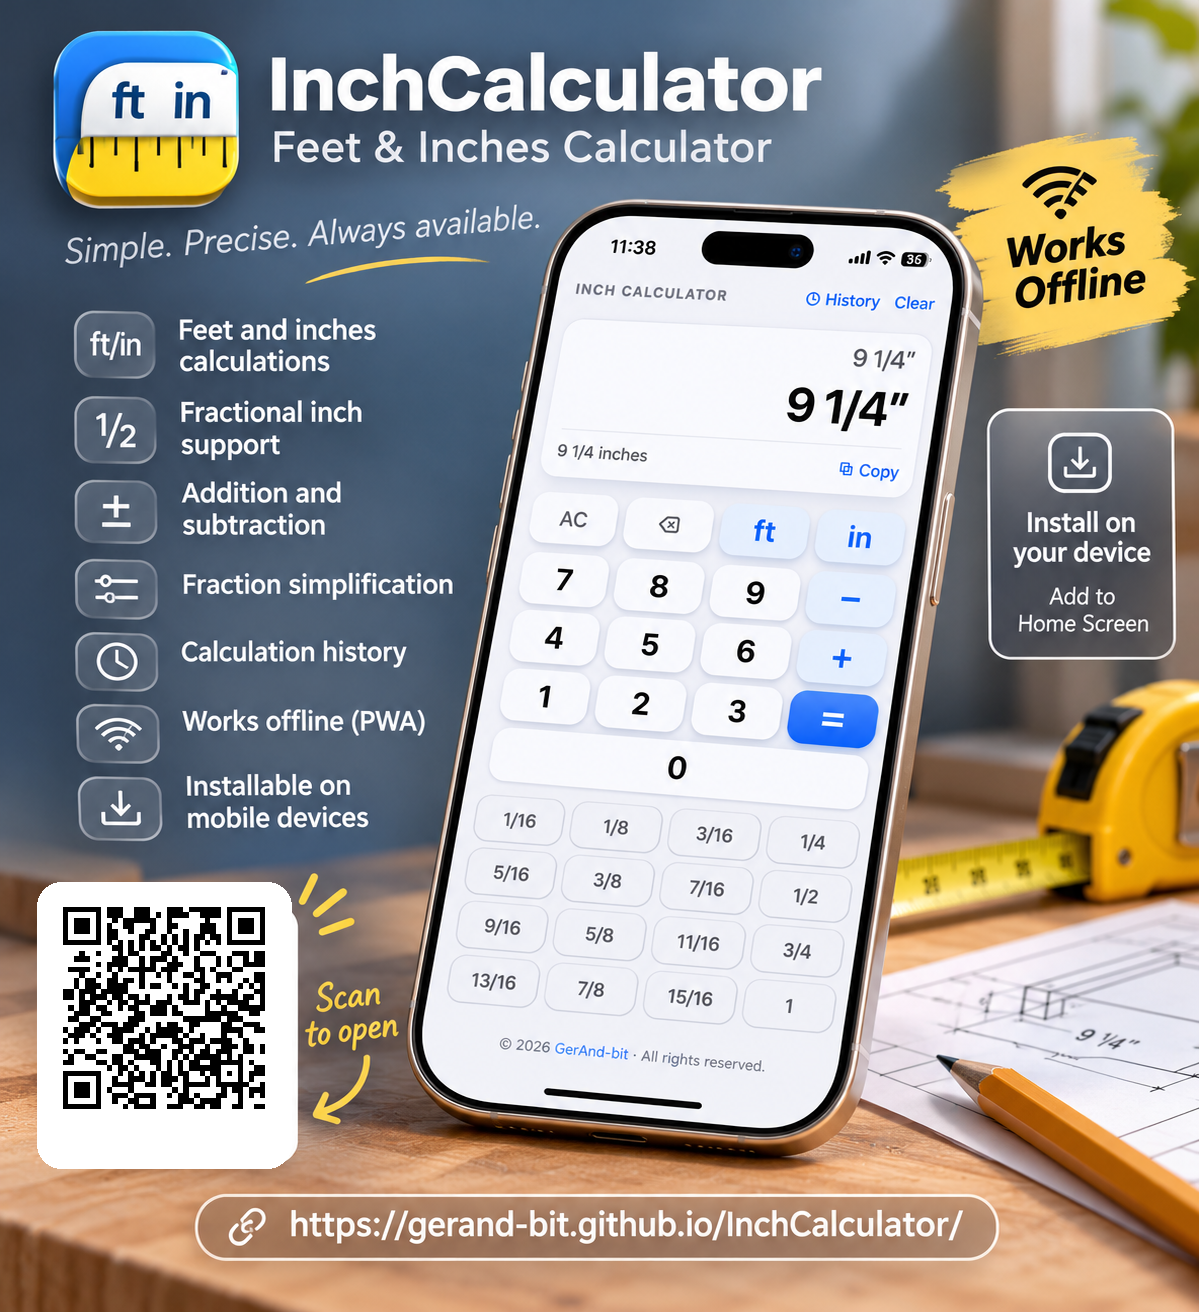 ft in
InchCalculator
Feet & Inches Calculator
Simple. Precise. Always available.
ft/in
Feet and inches
calculations
1/2
Fractional inch
support
±
Addition and
subtraction
Fraction simplification
Calculation history
Works offline (PWA)
Installable on
mobile devices
Scan
to open
11:38
36
INCH CALCULATOR
History Clear
9 1/4″
9 1/4″
9 1/4 inches
Copy
AC ft in
7 8 9 −
4 5 6 +
1 2 3 =
0
1/16 1/8 3/16 1/4
5/16 3/8 7/16 1/2
9/16 5/8 11/16 3/4
13/16 7/8 15/16 1
© 2026 GerAnd-bit · All rights reserved.
Works
Offline
Install on
your device
Add to
Home Screen
9 1/4″
https://gerand-bit.github.io/InchCalculator/